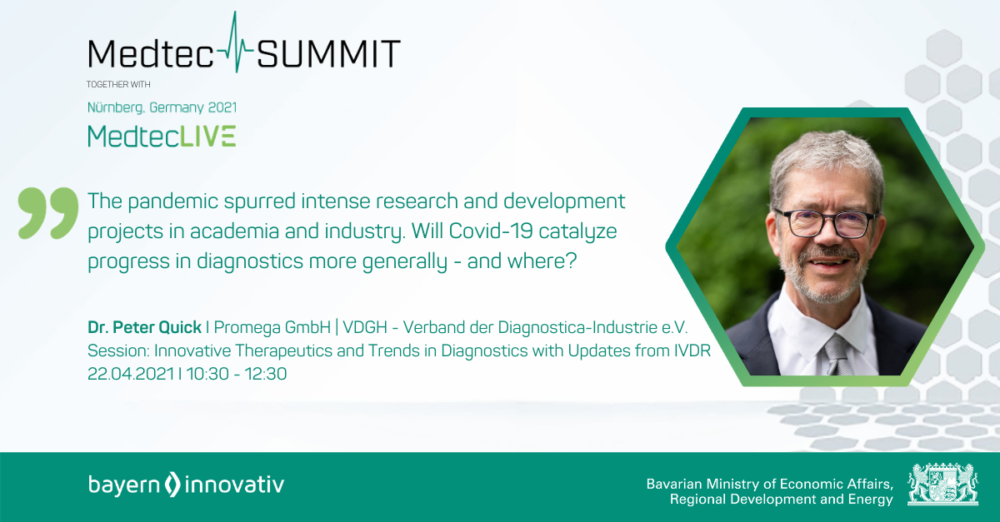 Medtec SUMMIT
TOGETHER WITH
Nürnberg, Germany 2021
MedtecLIVE
The pandemic spurred intense research and development
projects in academia and industry. Will Covid-19 catalyze
progress in diagnostics more generally - and where?
Dr. Peter Quick I Promega GmbH | VDGH - Verband der Diagnostica-Industrie e.V.
Session: Innovative Therapeutics and Trends in Diagnostics with Updates from IVDR
22.04.2021 I 10:30 - 12:30
bayern innovativ
Bavarian Ministry of Economic Affairs,
Regional Development and Energy